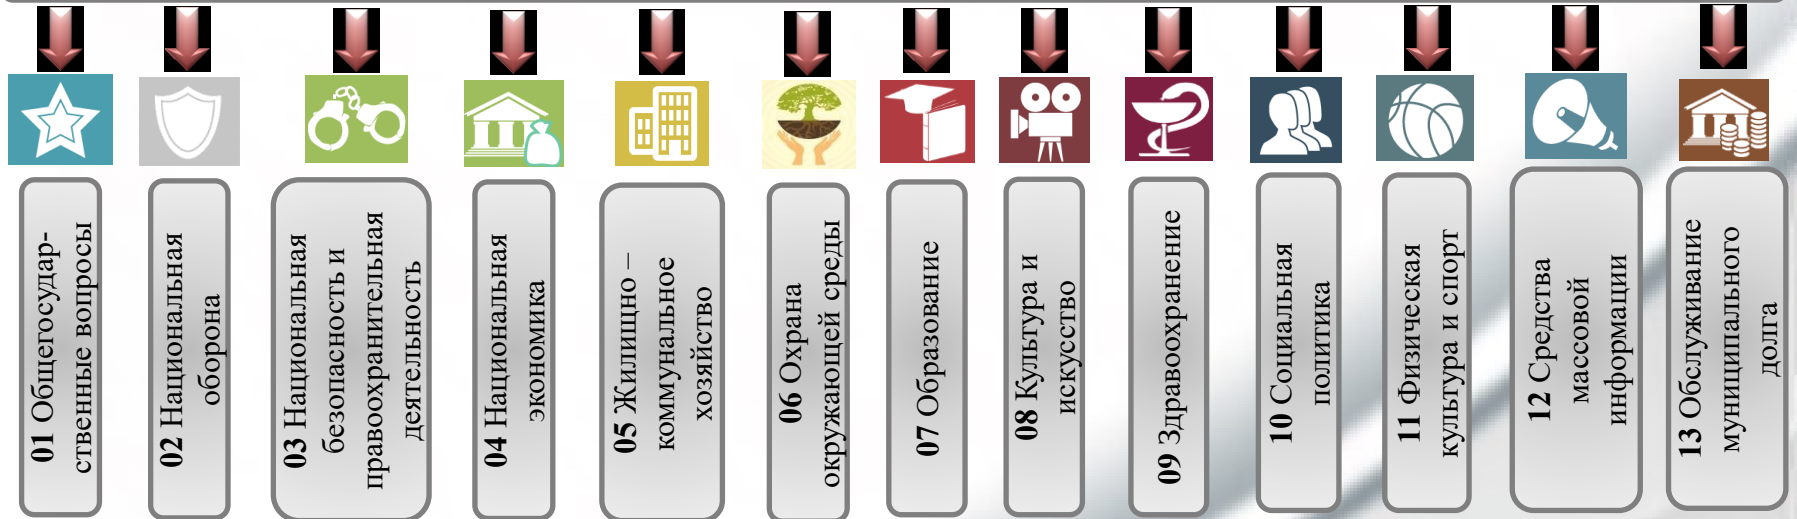 01 Общегосудар-
ственные вопросы
02 Национальная
оборона
03 Национальная
безопасность и
правоохранительная
деятельность
04 Национальная
экономика
05 Жилищно –
коммунальное
хозяйство
06 Охрана
окружающей среды
07 Образование
08 Культура и
искусство
09 Здравоохранение
10 Социальная
политика
11 Физическая
культура и спорт
12 Средства
массовой
информации
13 Обслуживание
муниципального
долга